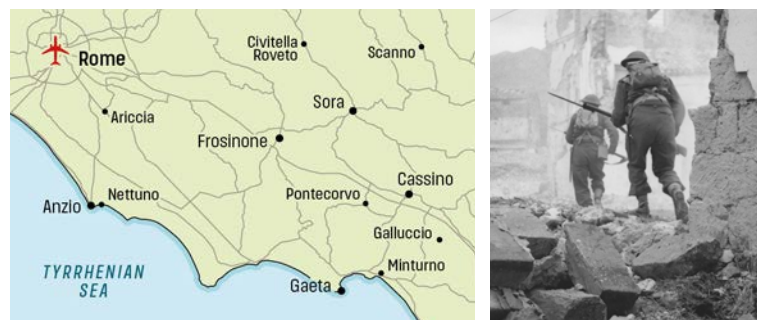 Civitella
Roveto
Scanno
Rome
Sora
Ariccia
Frosinone
Cassino
Pontecorvo
Nettuno
Anzio
Galluccio
Minturno
TYRRHENIAN
SEA
Gaeta